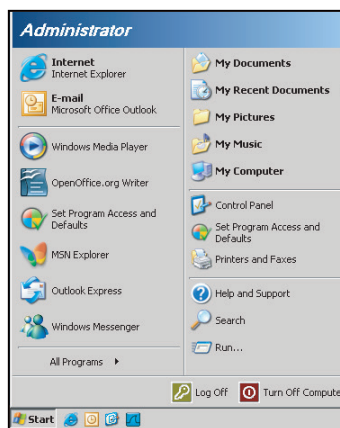 Administrator
Internet
Internet Explorer
E-mail
Microsoft Office Outlook
Windows Media Player
OpenOffice.org Writer
Set Program Access and
Defaults
MSN Explorer
Outlook Express
Windows Messenger
All Programs
My Documents
My Recent Documents
My Pictures
My Music
My Computer
Control Panel
Set Program Access and
Defaults
Printers and Faxes
Help and Support
Search
Run...
Log Off
Turn Off Compute
Start